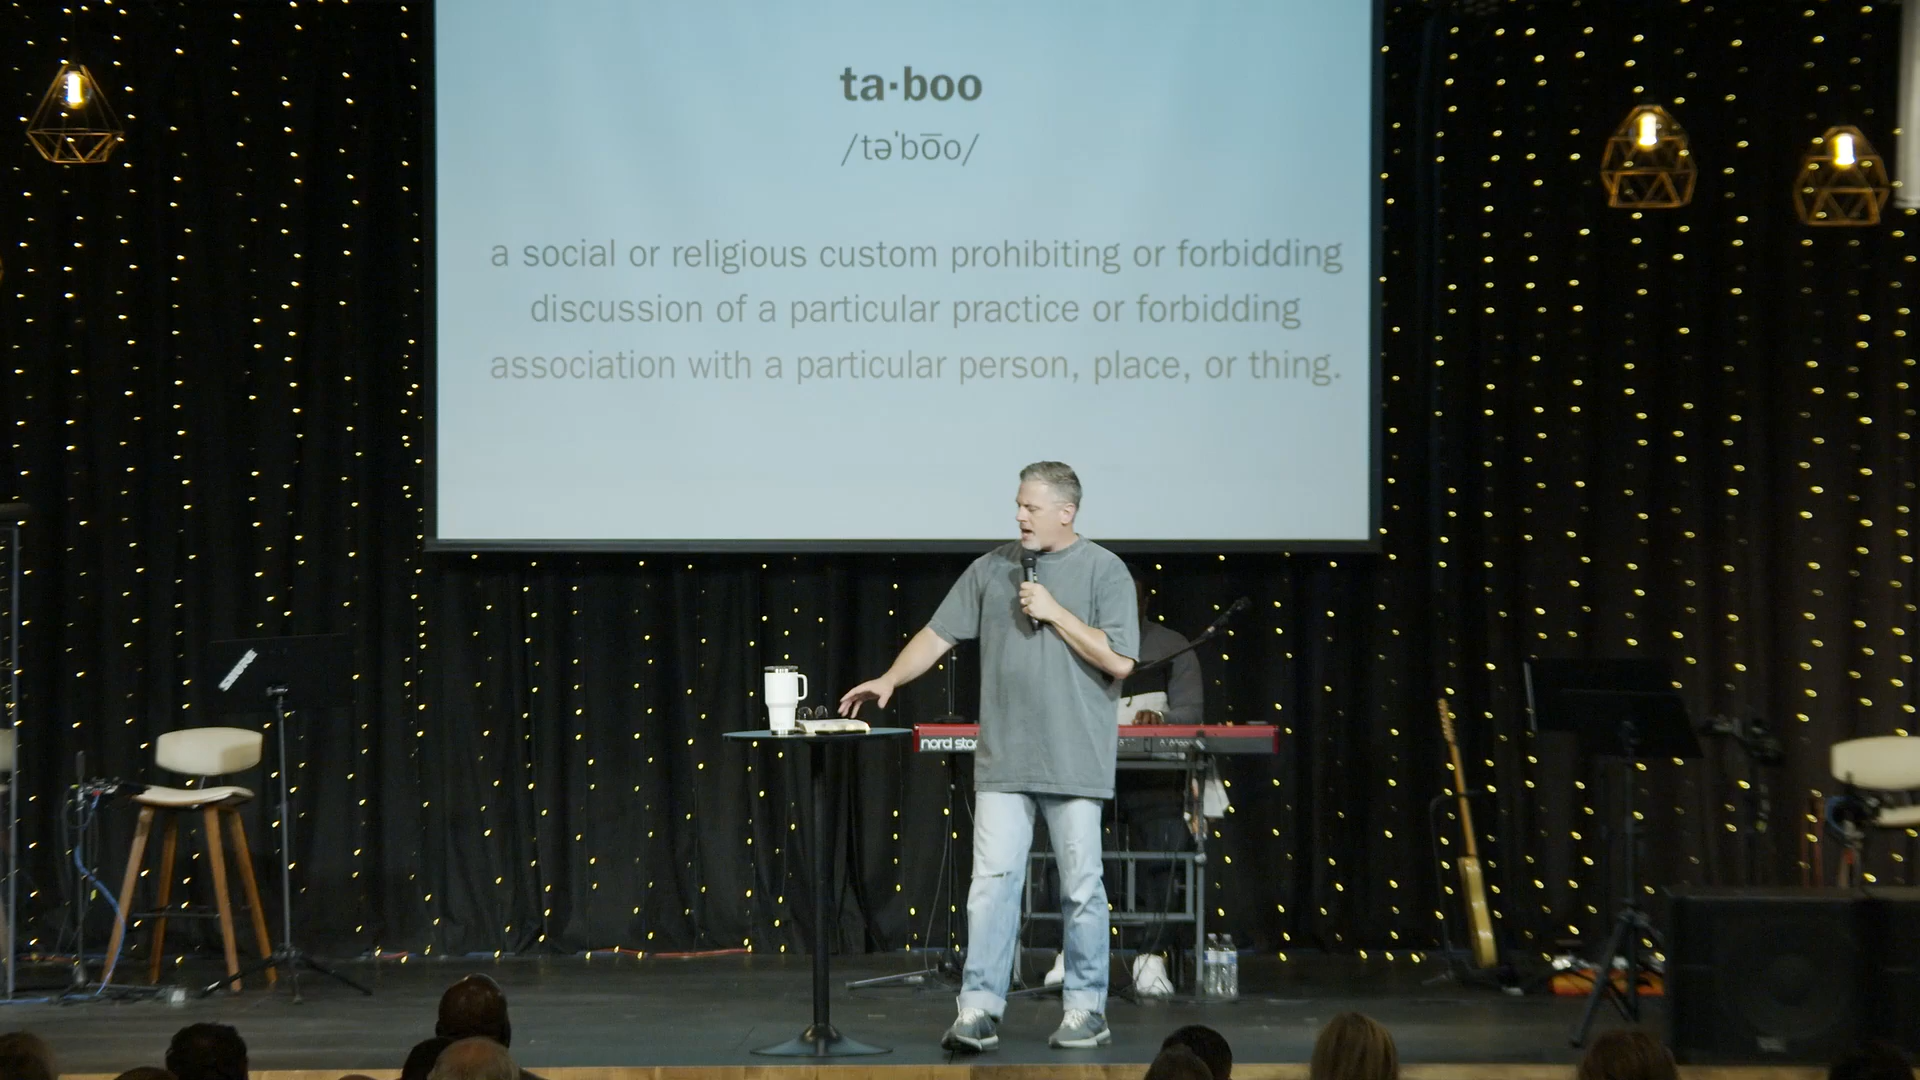 ta·boo
/təˈbo͞o/
a social or religious custom prohibiting or forbidding
discussion of a particular practice or forbidding
association with a particular person, place, or thing.
nord